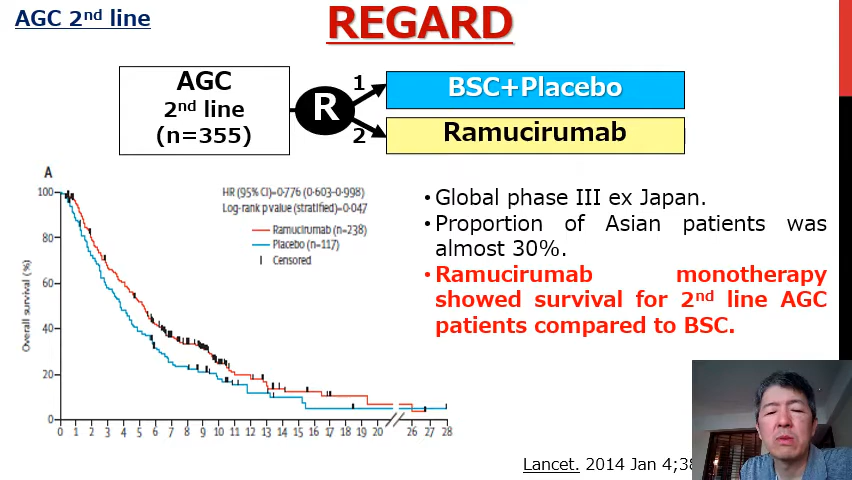 AGC 2nd line
REGARD
AGC
2nd line
(n=355)
R
1
2
BSC+Placebo
Ramucirumab
A
HR (95% CI)=0·776 (0·603–0·998)
Log-rank p value (stratified)=0·047
Ramucirumab (n=238)
Placebo (n=117)
Censored
Overall survival (%)
100
80
60
40
20
0
0 1 2 3 4 5 6 7 8 9 10 11 12 13 14 15 16 17 18 19 20 26 27 28
• Global phase III ex Japan.
• Proportion of Asian patients was
almost 30%.
• Ramucirumab monotherapy
showed survival for 2nd line AGC
patients compared to BSC.
Lancet. 2014 Jan 4;38